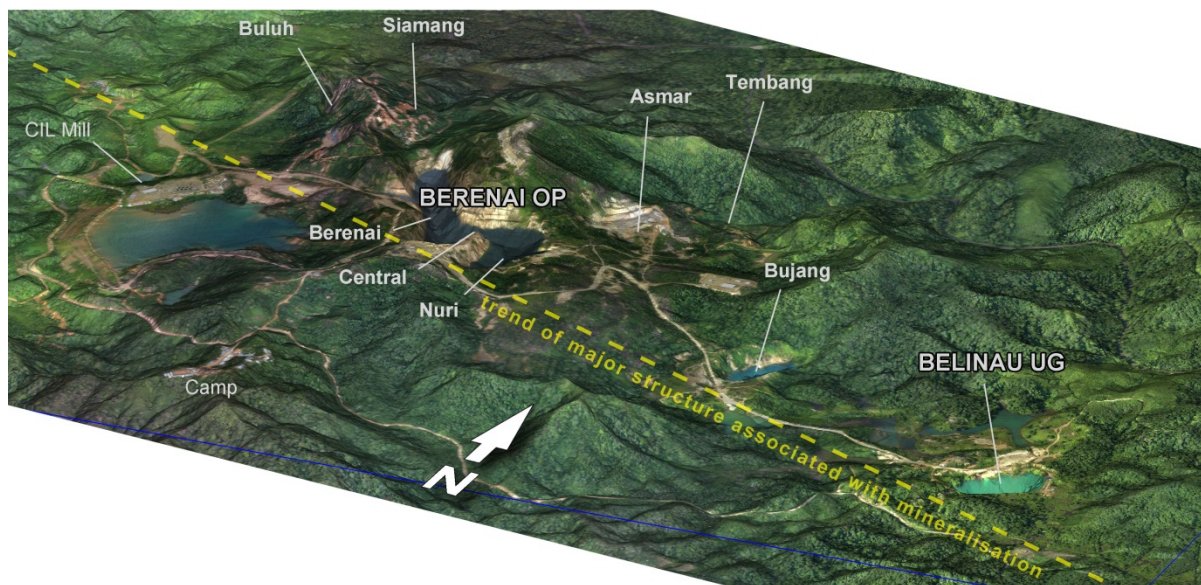 Buluh
Siamang
Tembang
Asmar
CIL Mill
BERENAI OP
Berenai
Central
Nuri
Bujang
BELINAU UG
Camp
N
trend of major structure associated with mineralisation